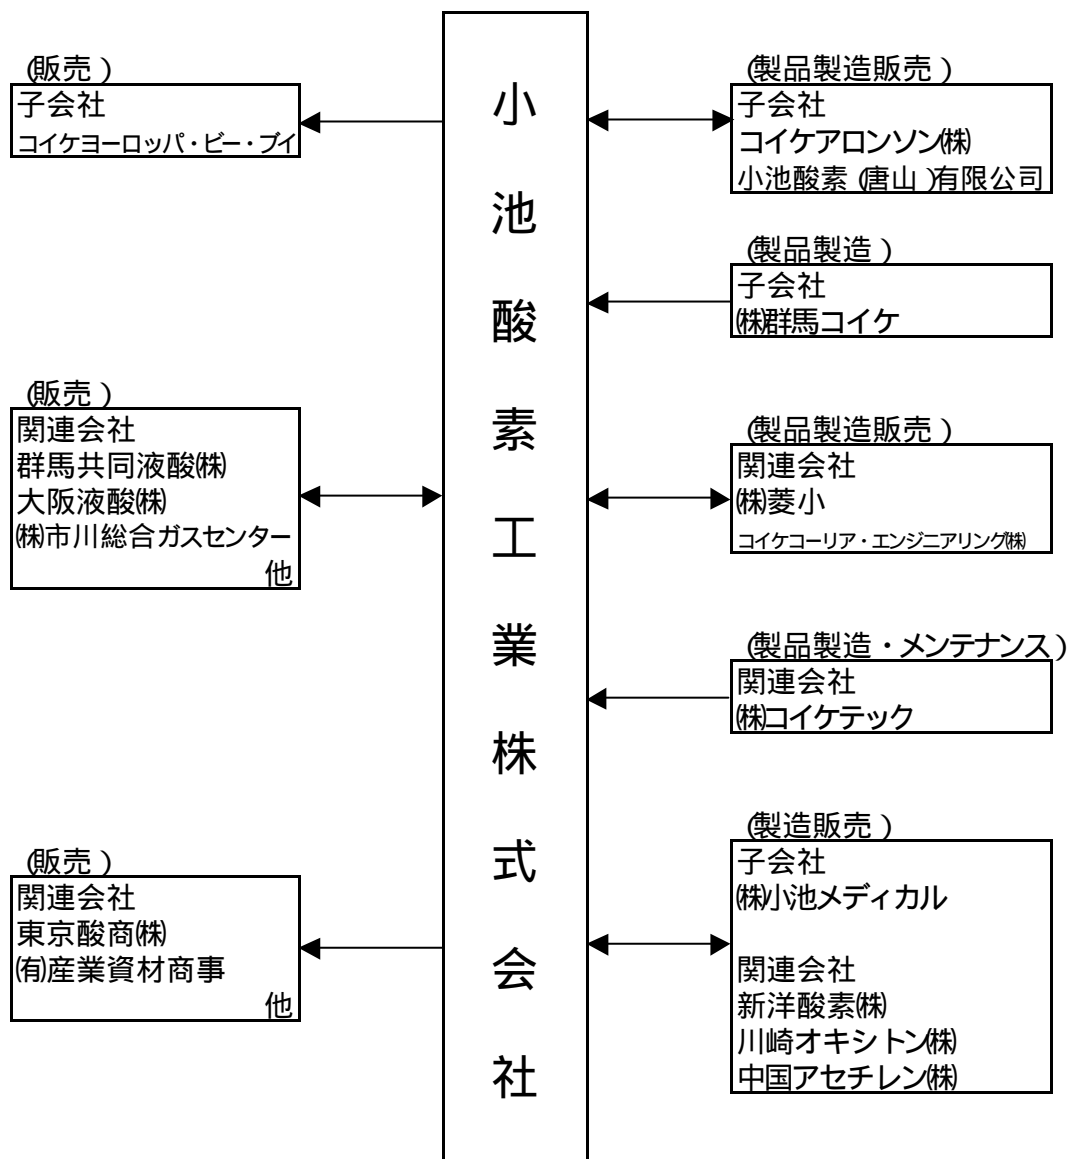 (販売)
子会社
コイケヨーロッパ・ビー・ブイ
(販売)
関連会社
群馬共同液酸㈱
大阪液酸㈱
㈱市川総合ガスセンター
他
(販売)
関連会社
東京酸商㈱
㈲産業資材商事
他
小池酸素工業株式会社
(製品製造販売)
子会社
コイケアロンソン㈱
小池酸素(唐山)有限公司
(製品製造)
子会社
㈱群馬コイケ
(製品製造販売)
関連会社
㈱菱小
コイケコーリア・エンジニアリング㈱
(製品製造・メンテナンス)
関連会社
㈱コイケテック
(製造販売)
子会社
㈱小池メディカル
関連会社
新洋酸素㈱
川崎オキシトン㈱
中国アセチレン㈱